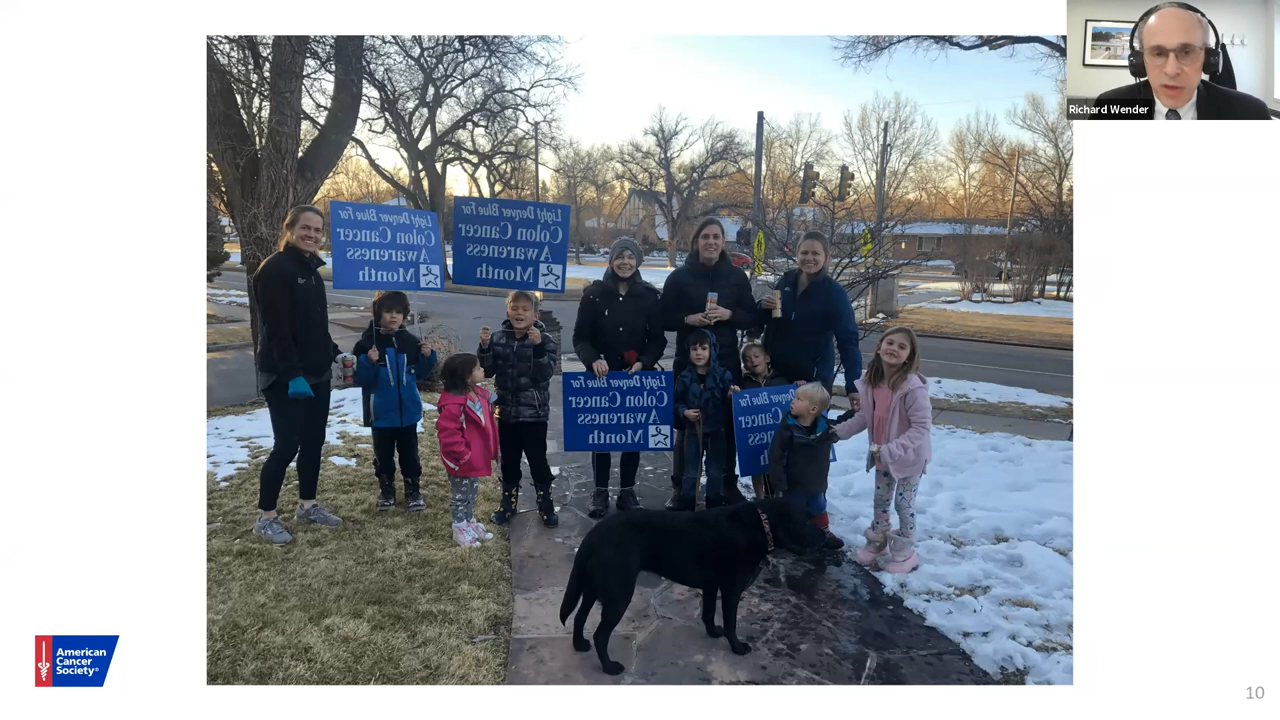 Richard Wender
Light Denver Blue For
Colon Cancer
Awareness
Month
Light Denver Blue For
Colon Cancer
Awareness
Month
Light Denver Blue For
Colon Cancer
Awareness
Month
Denver Blue For
American
Cancer
Society®
10